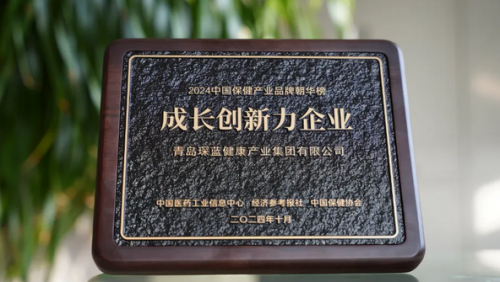 2024中国保健产业品牌朝华榜
成长创新力企业
青岛琛蓝健康产业集团有限公司
中国医药工业信息中心 经济参考报社 中国保健协会
二〇二四年十月